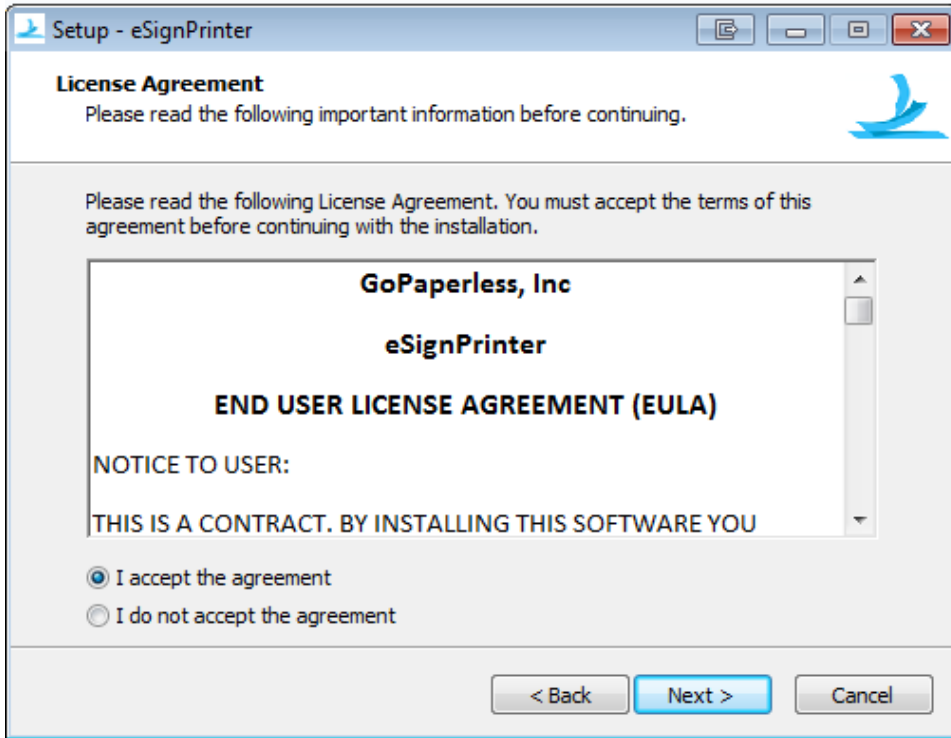 Setup - eSignPrinter
License Agreement
Please read the following important information before continuing.
Please read the following License Agreement. You must accept the terms of this
agreement before continuing with the installation.
GoPaperless, Inc
eSignPrinter
END USER LICENSE AGREEMENT (EULA)
NOTICE TO USER:
THIS IS A CONTRACT. BY INSTALLING THIS SOFTWARE YOU
I accept the agreement
I do not accept the agreement
< Back Next > Cancel